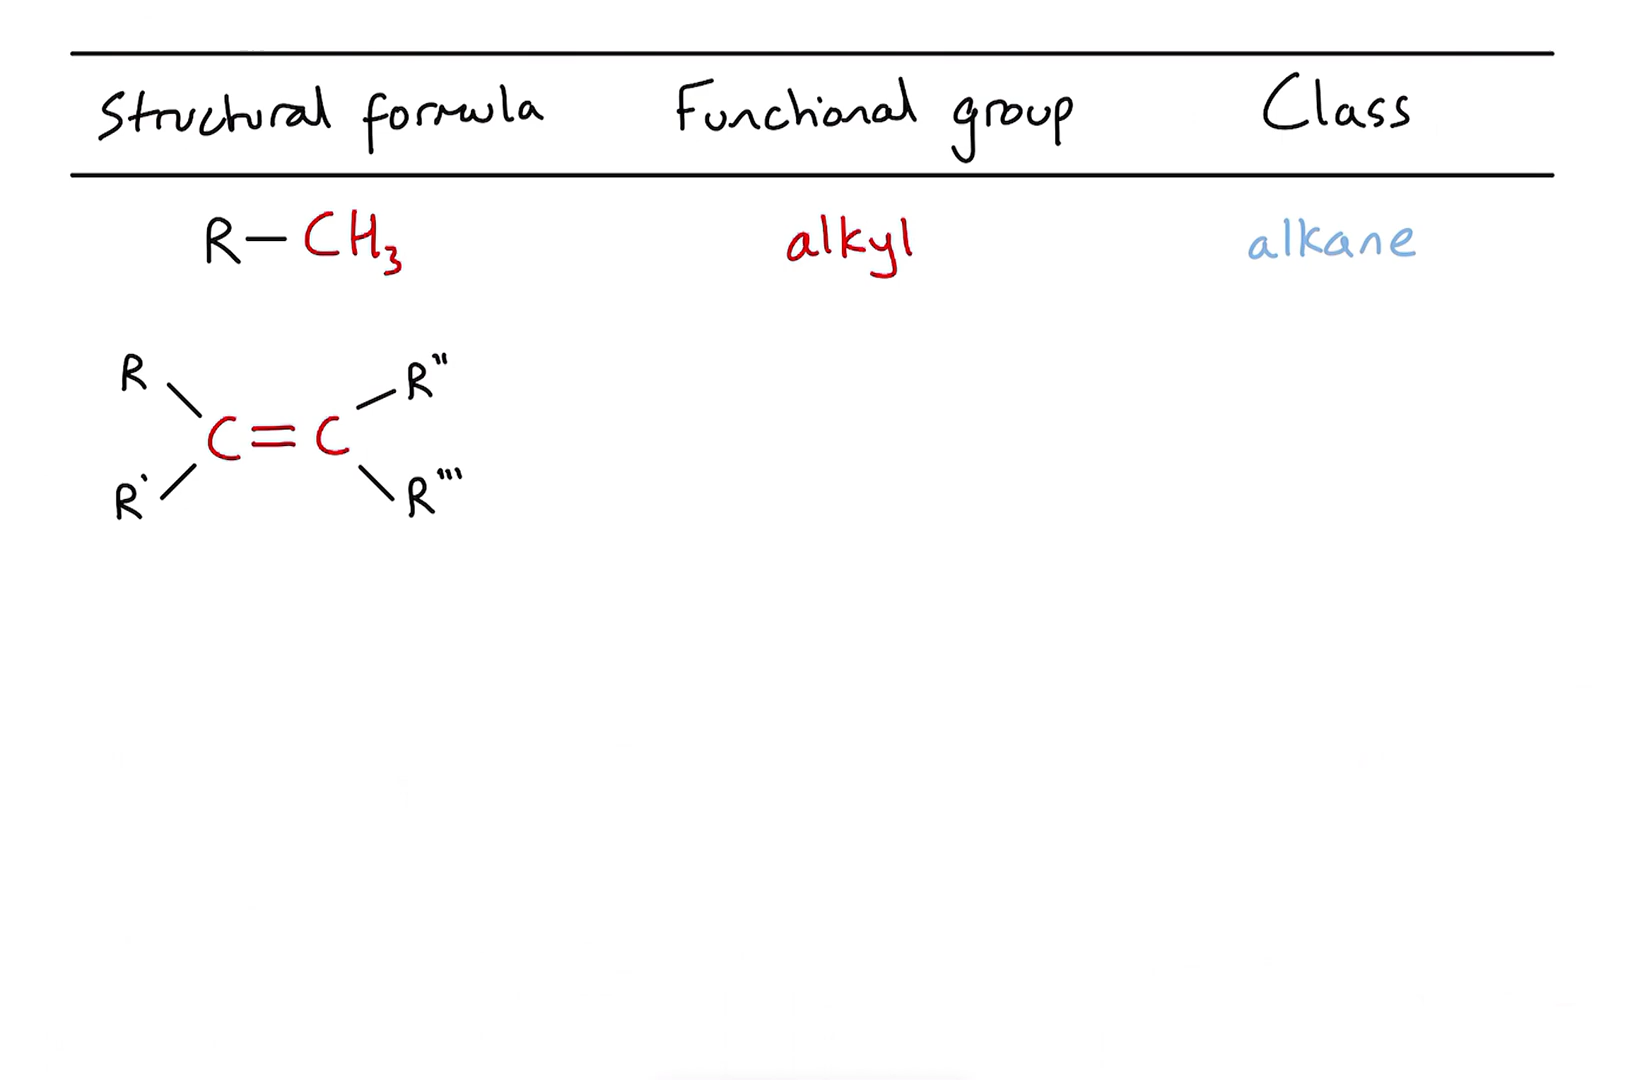 Structural formula Functional group Class
R—CH₃ alkyl alkane
R R"
C=C
R' R'''